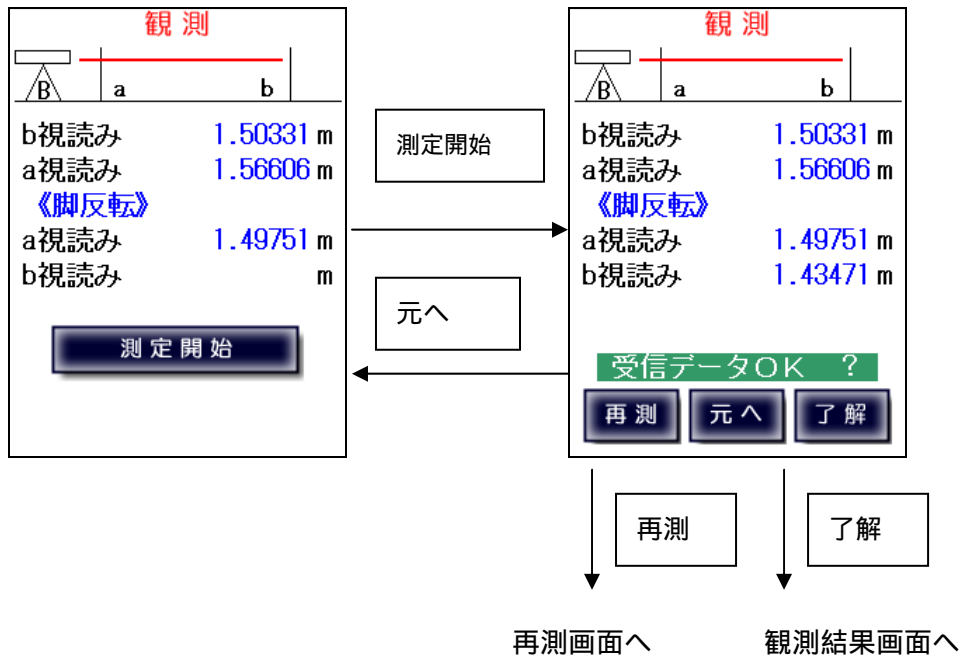 観 測
B a b
b視読み 1.50331 m
a視読み 1.56606 m
《脚反転》
a視読み 1.49751 m
b視読み m
測 定 開 始
測定開始
元へ
観 測
B a b
b視読み 1.50331 m
a視読み 1.56606 m
《脚反転》
a視読み 1.49751 m
b視読み 1.43471 m
受信データOK ?
再 測 元 へ 了 解
再測 了解
再測画面へ 観測結果画面へ